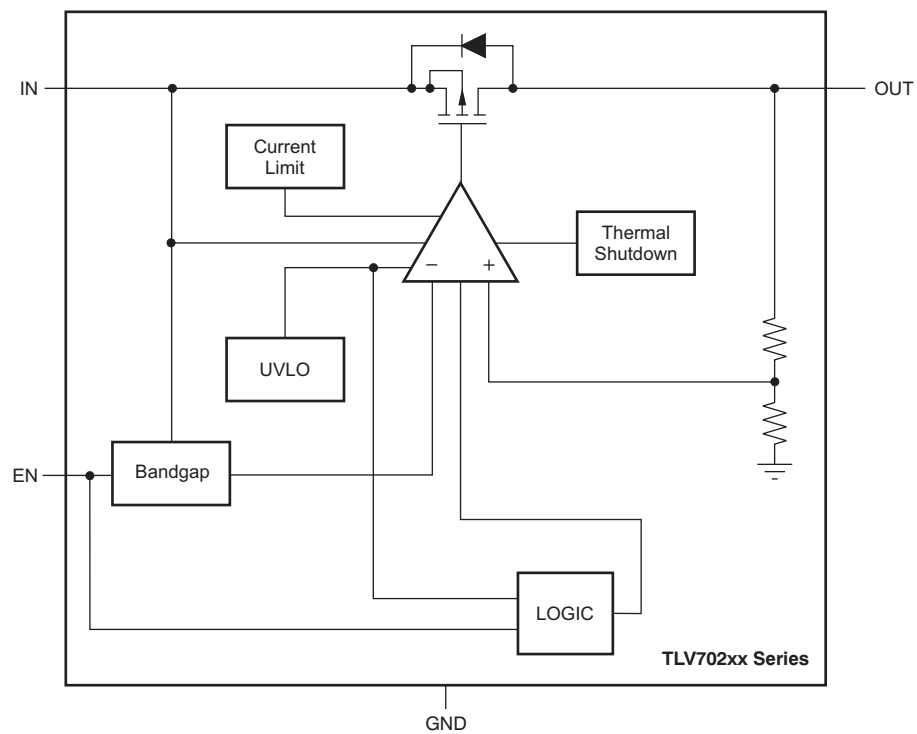 IN
OUT
Current
Limit
Thermal
Shutdown
−
+
UVLO
EN
Bandgap
LOGIC
TLV702xx Series
GND